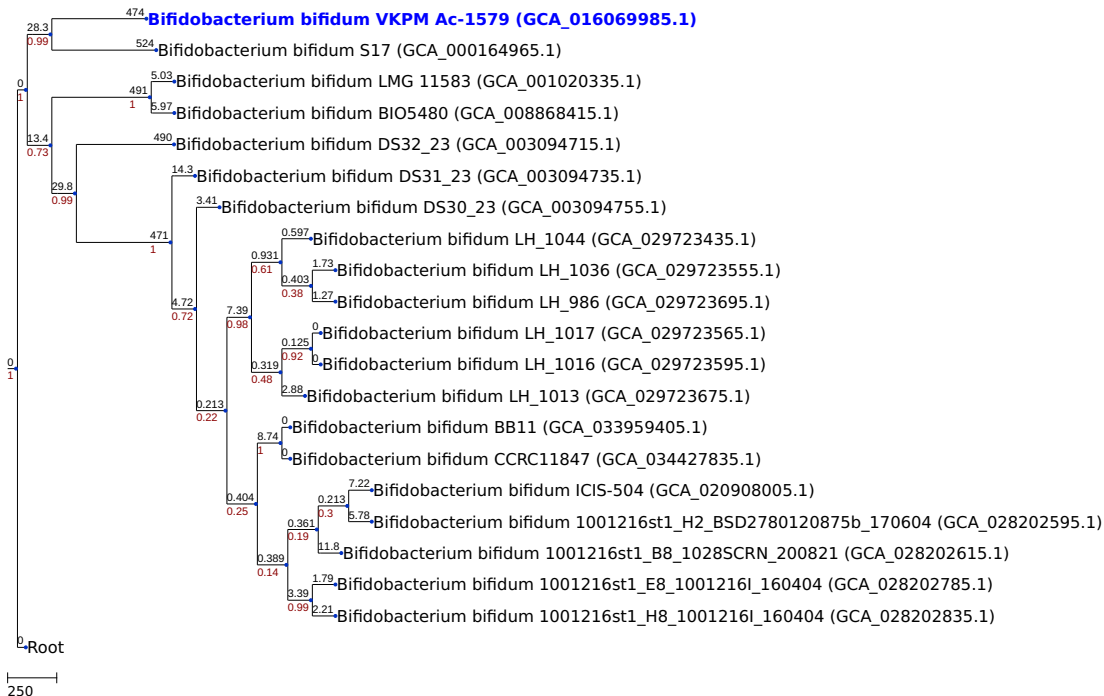 474 Bifidobacterium bifidum VKPM Ac-1579 (GCA_016069985.1)
28.3
0.99
524 Bifidobacterium bifidum S17 (GCA_000164965.1)
0
1
5.03 Bifidobacterium bifidum LMG 11583 (GCA_001020335.1)
491
1
5.97 Bifidobacterium bifidum BIO5480 (GCA_008868415.1)
13.4
0.73
490 Bifidobacterium bifidum DS32_23 (GCA_003094715.1)
14.3 Bifidobacterium bifidum DS31_23 (GCA_003094735.1)
29.8
0.99
3.41 Bifidobacterium bifidum DS30_23 (GCA_003094755.1)
471
1
0.597 Bifidobacterium bifidum LH_1044 (GCA_029723435.1)
0.931
0.61
1.73 Bifidobacterium bifidum LH_1036 (GCA_029723555.1)
0.403
0.38
1.27 Bifidobacterium bifidum LH_986 (GCA_029723695.1)
4.72
0.72
7.39
0.98
0 Bifidobacterium bifidum LH_1017 (GCA_029723565.1)
0.125
0.92
0 Bifidobacterium bifidum LH_1016 (GCA_029723595.1)
0
1
0.319
0.48
2.88 Bifidobacterium bifidum LH_1013 (GCA_029723675.1)
0.213
0.22
0 Bifidobacterium bifidum BB11 (GCA_033959405.1)
8.74
1
0 Bifidobacterium bifidum CCRC11847 (GCA_034427835.1)
7.22 Bifidobacterium bifidum ICIS-504 (GCA_020908005.1)
0.404
0.25
0.213
0.3
5.78 Bifidobacterium bifidum 1001216st1_H2_BSD2780120875b_170604 (GCA_028202595.1)
0.361
0.19
11.8 Bifidobacterium bifidum 1001216st1_B8_1028SCRN_200821 (GCA_028202615.1)
0.389
0.14
1.79 Bifidobacterium bifidum 1001216st1_E8_1001216I_160404 (GCA_028202785.1)
3.39
0.99
2.21 Bifidobacterium bifidum 1001216st1_H8_1001216I_160404 (GCA_028202835.1)
0 Root
250